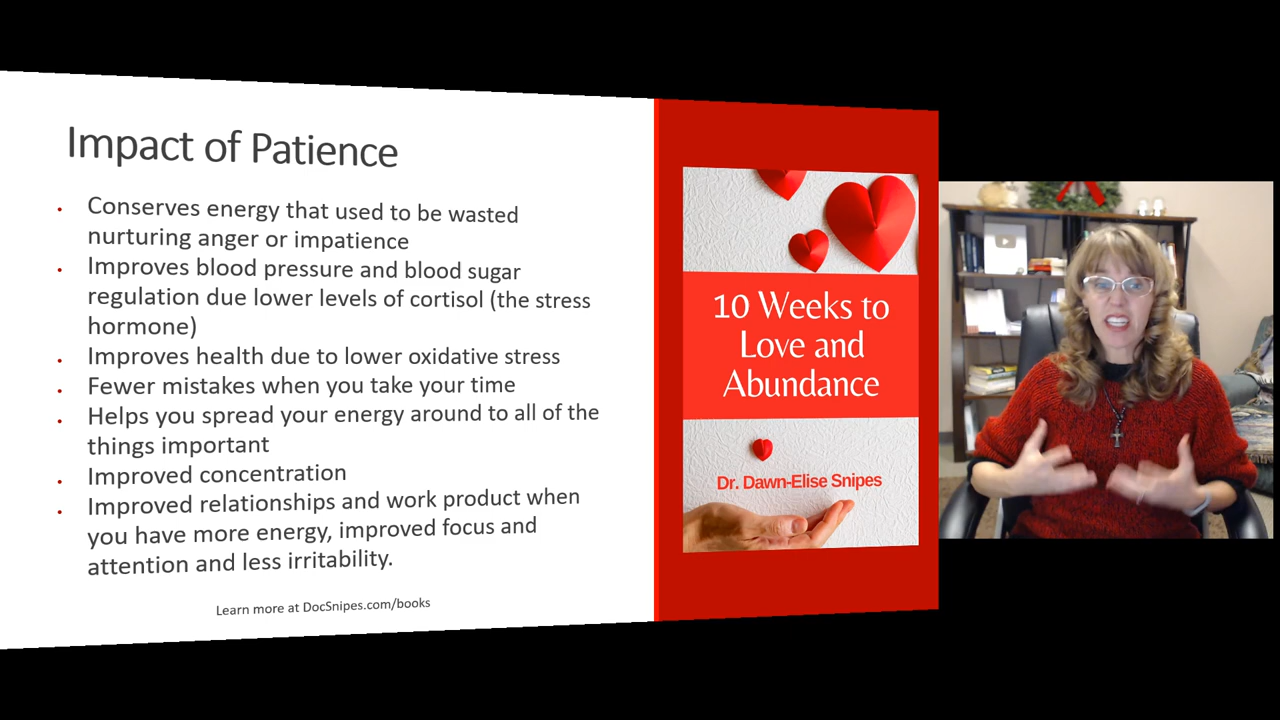 Impact of Patience
Conserves energy that used to be wasted
nurturing anger or impatience
Improves blood pressure and blood sugar
regulation due lower levels of cortisol (the stress
hormone)
Improves health due to lower oxidative stress
Fewer mistakes when you take your time
Helps you spread your energy around to all of the
things important
Improved concentration
Improved relationships and work product when
you have more energy, improved focus and
attention and less irritability.
Learn more at DocSnipes.com/books
10 Weeks to
Love and
Abundance
Dr. Dawn-Elise Snipes